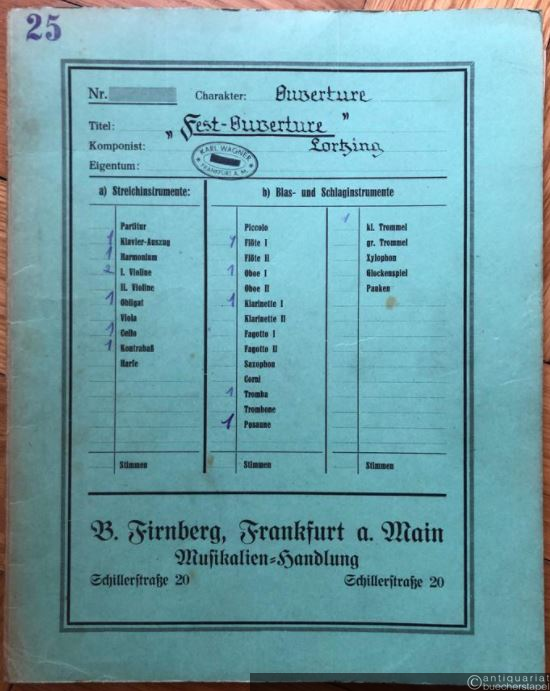 25
Nr. Charakter: Ouverture
Titel: „Fest-Ouverture”
Komponist: Lortzing
Eigentum: KARL WAGNER FRANKFURT A. M.
a) Streichinstrumente:
Partitur
1 Klavier-Auszug
1 Harmonium
2 I. Violine
II. Violine
1 Obligat
Viola
1 Cello
1 Kontrabaß
Harfe
Stimmen
b) Blas- und Schlaginstrumente
Piccolo
1 Flöte I
Flöte II
1 Oboe I
Oboe II
1 Klarinette I
Klarinette II
Fagotto I
Fagotto II
Saxophon
Corni
1 Tromba
Trombone
1 Posaune
Stimmen
1 kl. Trommel
gr. Trommel
Xylophon
Glockenspiel
Pauken
Stimmen
B. Firnberg, Frankfurt a. Main
Musikalien-Handlung
Schillerstraße 20 Schillerstraße 20
antiquariat
buecherstapel